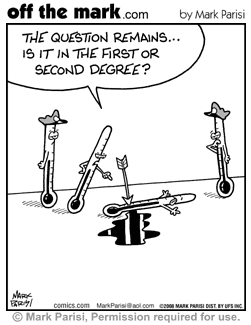 off the mark.com by Mark Parisi
THE QUESTION REMAINS...
IS IT IN THE FIRST OR
SECOND DEGREE?
MARK
PARISI
comics.com MarkParisi@aol.com ©2006 MARK PARISI DIST. BY UFS INC.
© Mark Parisi, Permission required for use.